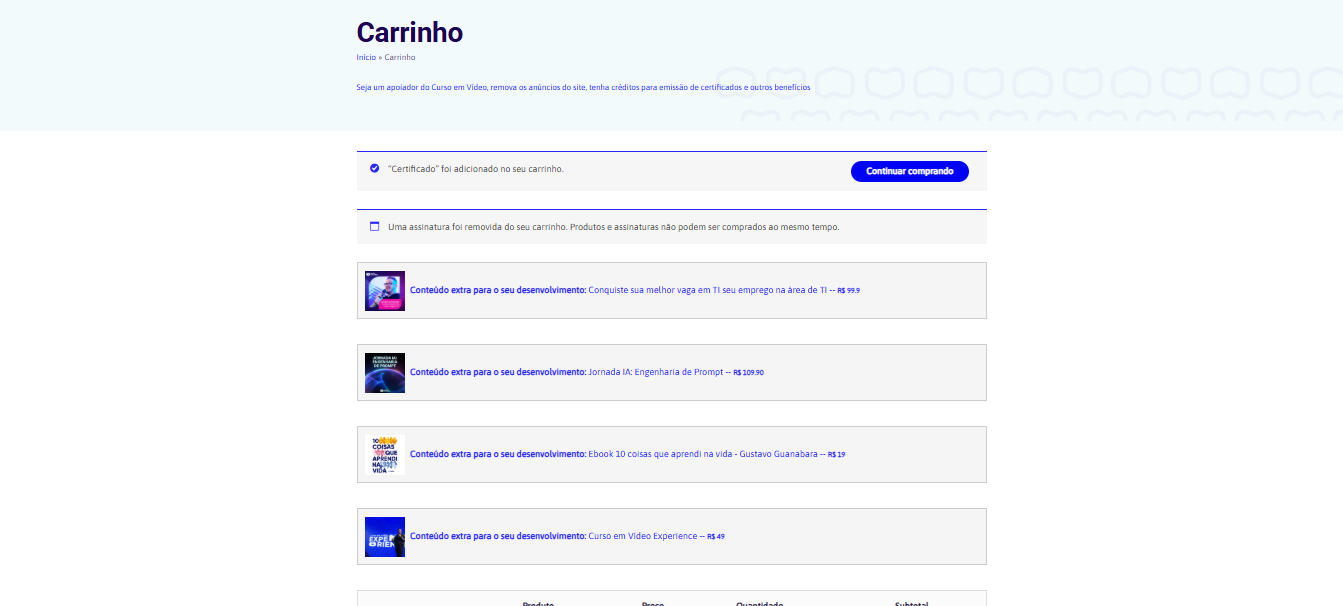 Carrinho
Início » Carrinho
Seja um apoiador do Curso em Vídeo, remova os anúncios do site, tenha créditos para emissão de certificados e outros benefícios
“Certificado” foi adicionado no seu carrinho.
Continuar comprando
Uma assinatura foi removida do seu carrinho. Produtos e assinaturas não podem ser comprados ao mesmo tempo.
Conteúdo extra para o seu desenvolvimento: Conquiste sua melhor vaga em TI seu emprego na área de TI -- R$ 99.9
JORNADA IA:
ENGENHARIA
DE PROMPT
Conteúdo extra para o seu desenvolvimento: Jornada IA: Engenharia de Prompt -- R$ 109.90
10
COISAS
QUE
APRENDI
NA
VIDA
Conteúdo extra para o seu desenvolvimento: Ebook 10 coisas que aprendi na vida - Gustavo Guanabara -- R$ 19
EXPE
RIEN
Conteúdo extra para o seu desenvolvimento: Curso em Vídeo Experience -- R$ 49
Produto Preço Quantidade Subtotal